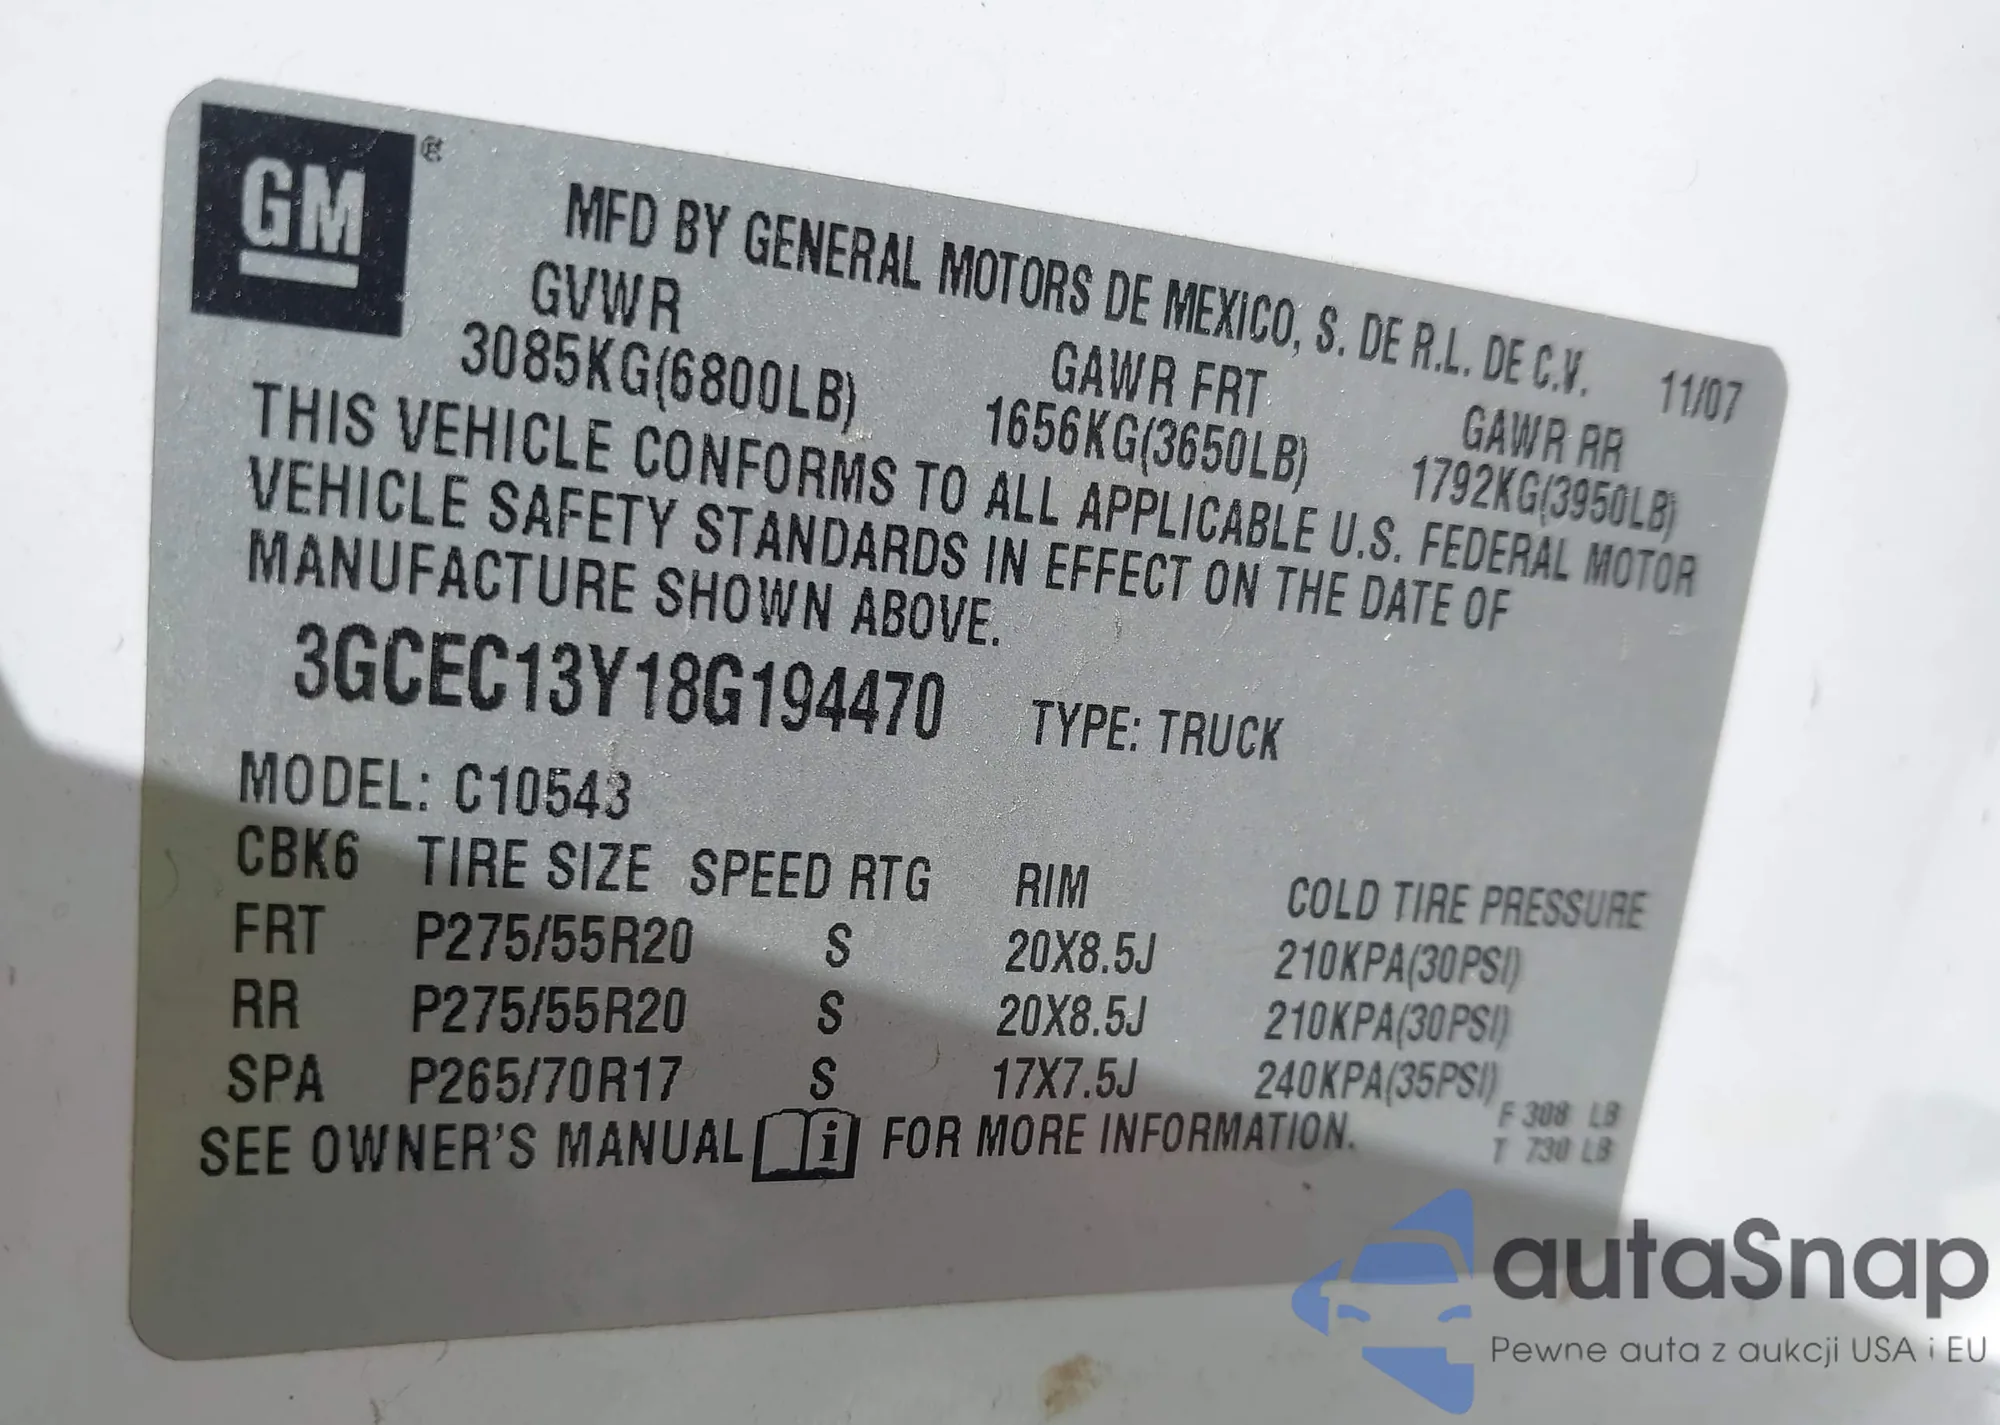 GM®
MFD BY GENERAL MOTORS DE MEXICO, S. DE R.L. DE C.V. 11/07
GVWR GAWR FRT GAWR RR
3085KG(6800LB) 1656KG(3650LB) 1792KG(3950LB)
THIS VEHICLE CONFORMS TO ALL APPLICABLE U.S. FEDERAL MOTOR
VEHICLE SAFETY STANDARDS IN EFFECT ON THE DATE OF
MANUFACTURE SHOWN ABOVE.
3GCEC13Y18G194470 TYPE: TRUCK
MODEL: C10543
CBK6 TIRE SIZE SPEED RTG RIM COLD TIRE PRESSURE
FRT P275/55R20 S 20X8.5J 210KPA(30PSI)
RR P275/55R20 S 20X8.5J 210KPA(30PSI)
SPA P265/70R17 S 17X7.5J 240KPA(35PSI)
F 308 LB
T 730 LB
SEE OWNER'S MANUAL i FOR MORE INFORMATION.
autaSnap
Pewne auta z aukcji USA i EU